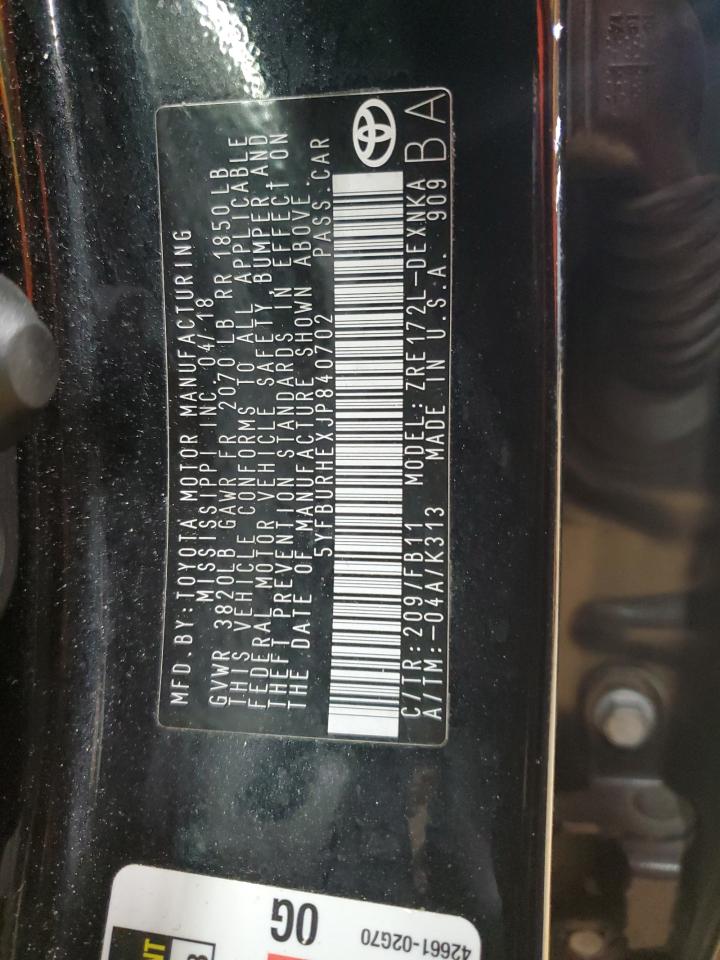 MFD.BY:TOYOTA MOTOR MANUFACTURING
MISSISSIPPI INC. 04/18
GVWR 3820LB GAWR FR 2070 LB RR 1850LB
THIS VEHICLE CONFORMS TO ALL APPLICABLE
FEDERAL MOTOR VEHICLE SAFETY, BUMPER AND
THEFT PREVENTION STANDARDS IN EFFECT ON
THE DATE OF MANUFACTURE SHOWN ABOVE.
5YFBURHEXJP840702 PASS.CAR
C/TR:209/FB11 MODEL: ZRE172L-DEXNKA
A/TM:-04A/K313 MADE IN U.S.A. 909
BA
0G
42661-02G70